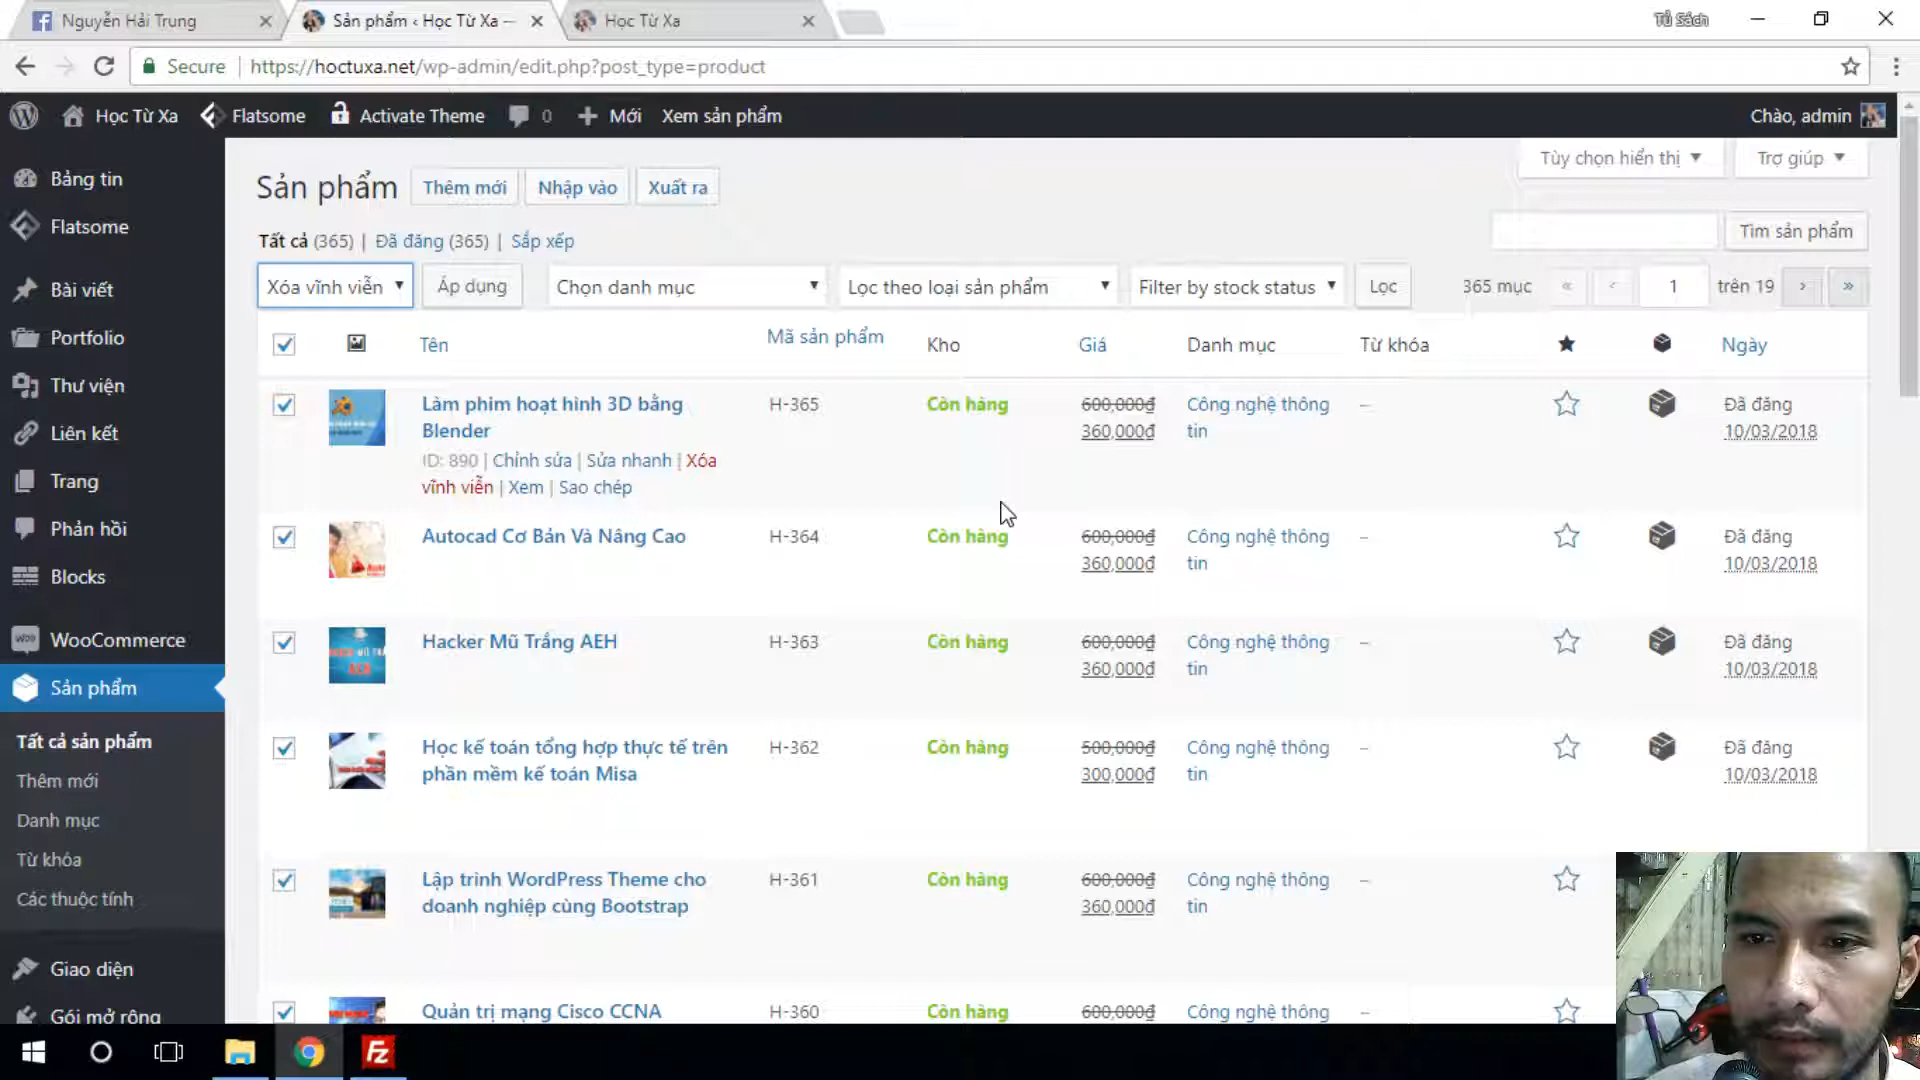 Nguyễn Hải Trung
Sản phẩm ‹ Học Từ Xa —
Học Từ Xa
Tủ Sách
Secure
https://hoctuxa.net/wp-admin/edit.php?post_type=product
Học Từ Xa
Flatsome
Activate Theme
0
Mới
Xem sản phẩm
Chào, admin
Tùy chọn hiển thị
Trợ giúp
Bảng tin
Flatsome
Bài viết
Portfolio
Thư viện
Liên kết
Trang
Phản hồi
Blocks
WooCommerce
Sản phẩm
Tất cả sản phẩm
Thêm mới
Danh mục
Từ khóa
Các thuộc tính
Giao diện
Gói mở rộng
Sản phẩm
Thêm mới
Nhập vào
Xuất ra
Tất cả (365) | Đã đăng (365) | Sắp xếp
Tìm sản phẩm
Xóa vĩnh viễn
Áp dụng
Chọn danh mục
Lọc theo loại sản phẩm
Filter by stock status
Lọc
365 mục
«
‹
1
trên 19
›
»
Tên
Mã sản phẩm
Kho
Giá
Danh mục
Từ khóa
Ngày
Làm phim hoạt hình 3D bằng
Blender
ID: 890 | Chỉnh sửa | Sửa nhanh | Xóa
vĩnh viễn | Xem | Sao chép
H-365
Còn hàng
600,000₫
360,000₫
Công nghệ thông
tin
–
Đã đăng
10/03/2018
Autocad Cơ Bản Và Nâng Cao
H-364
Còn hàng
600,000₫
360,000₫
Công nghệ thông
tin
–
Đã đăng
10/03/2018
Hacker Mũ Trắng AEH
H-363
Còn hàng
600,000₫
360,000₫
Công nghệ thông
tin
–
Đã đăng
10/03/2018
Học kế toán tổng hợp thực tế trên
phần mềm kế toán Misa
H-362
Còn hàng
500,000₫
300,000₫
Công nghệ thông
tin
–
Đã đăng
10/03/2018
Lập trình WordPress Theme cho
doanh nghiệp cùng Bootstrap
H-361
Còn hàng
600,000₫
360,000₫
Công nghệ thông
tin
–
Quản trị mạng Cisco CCNA
H-360
Còn hàng
600,000₫
Công nghệ thông
–